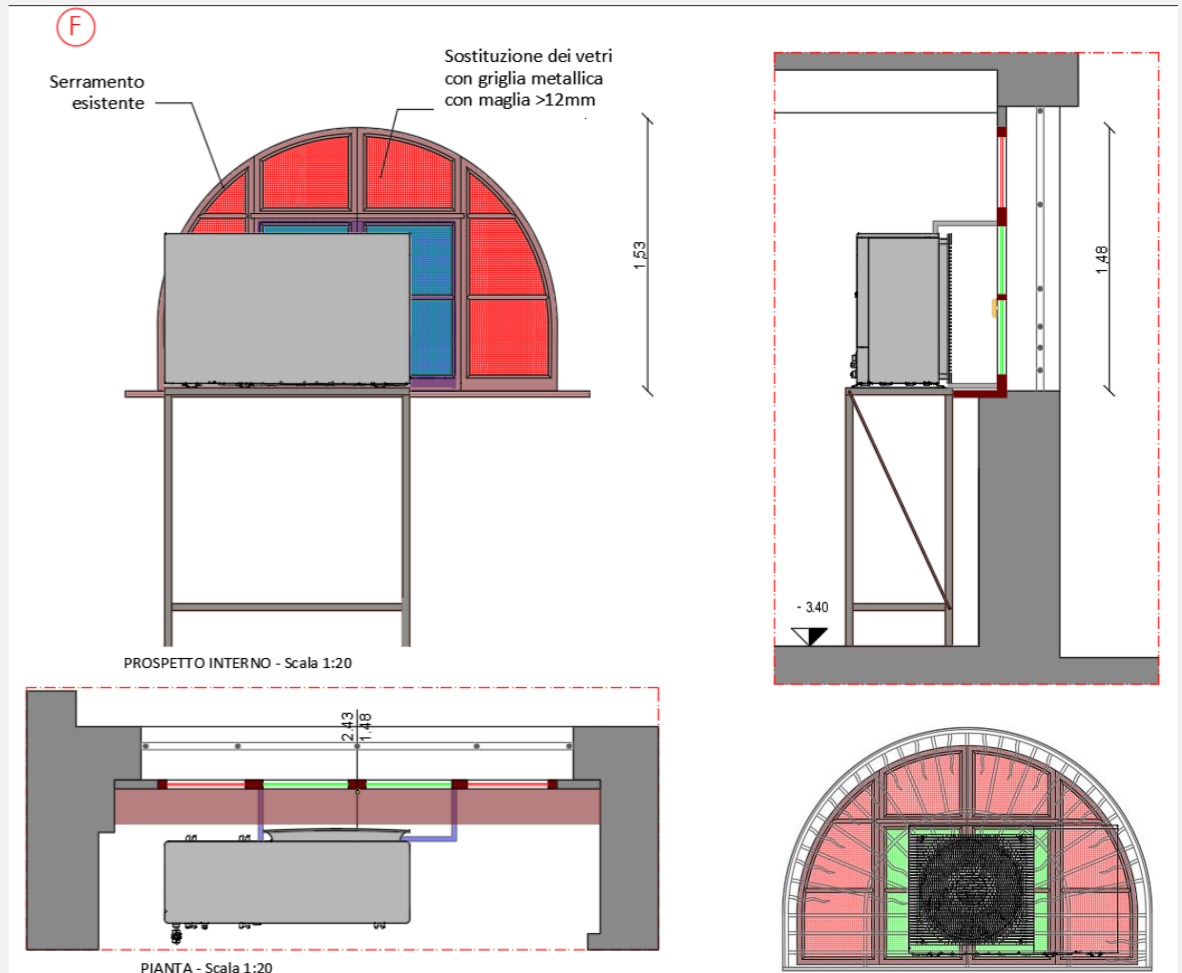 F
Serramento
esistente
Sostituzione dei vetri
con griglia metallica
con maglia >12mm
1,53
1,48
- 3.40
PROSPETTO INTERNO - Scala 1:20
2.43
1.48
PIANTA - Scala 1:20